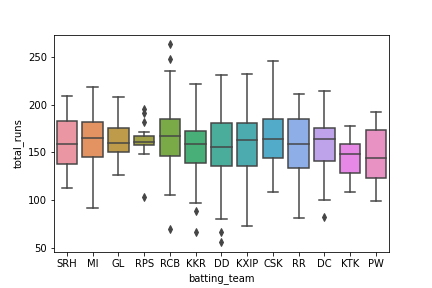 250
200
150
100
50
total_runs
SRH MI GL RPS RCB KKR DD KXIP CSK RR DC KTK PW
batting_team